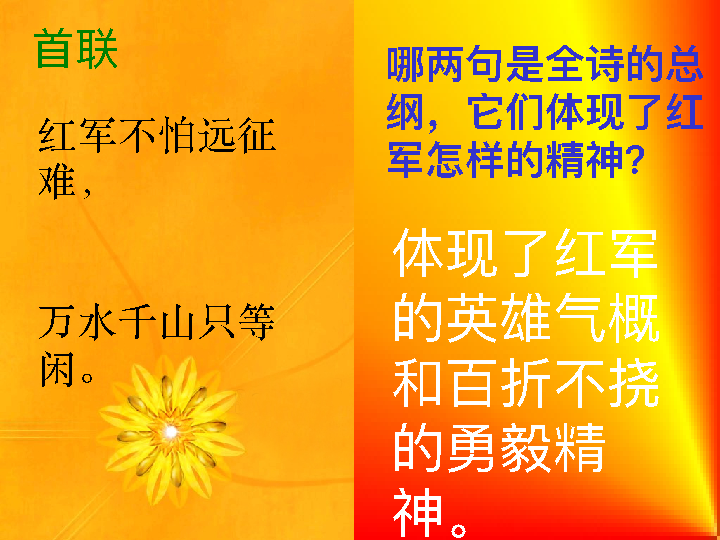 首联
红军不怕远征
难，
万水千山只等
闲。
哪两句是全诗的总
纲，它们体现了红
军怎样的精神?
体现了红军
的英雄气概
和百折不挠
的勇毅精
神。